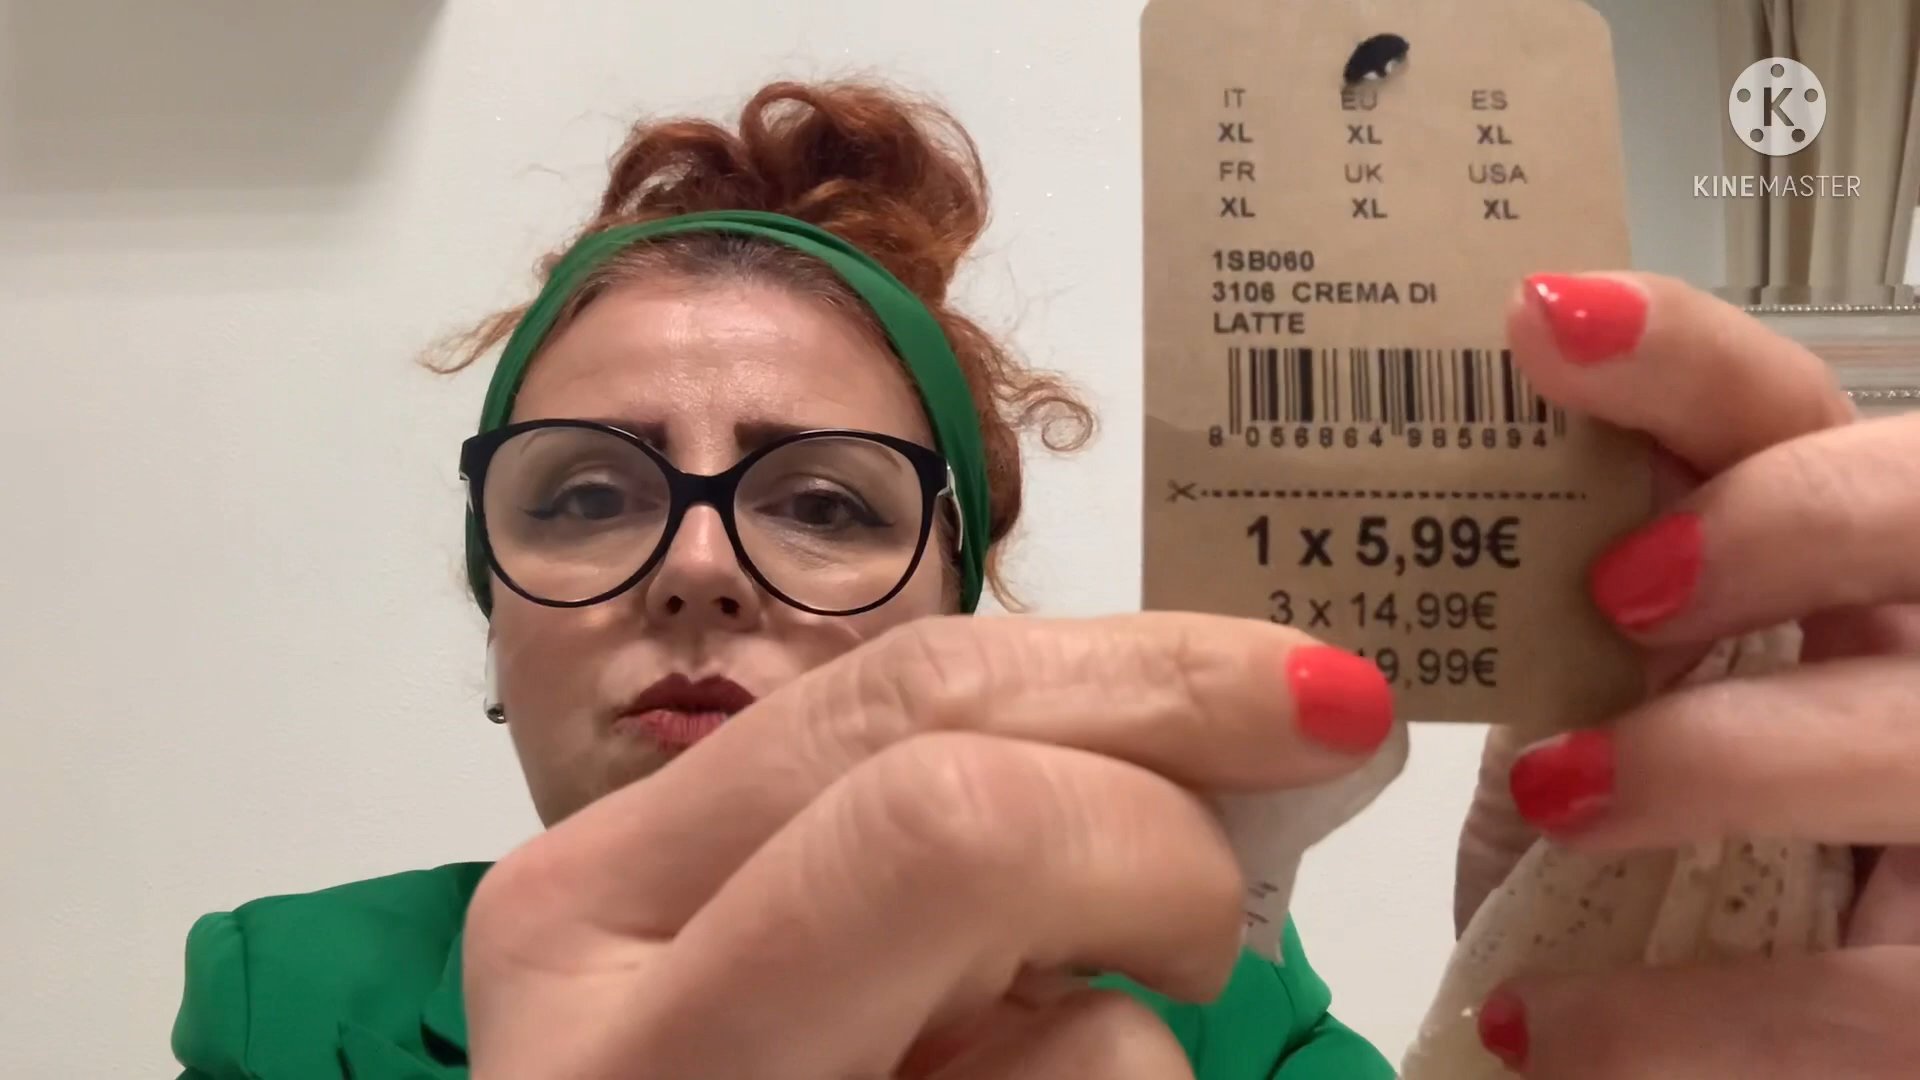 IT EU ES
XL XL XL
FR UK USA
XL XL XL
1SB060
3106 CREMA DI
LATTE
8 056864 985894
1 x 5,99€
3 x 14,99€
9,99€
K
KINEMASTER